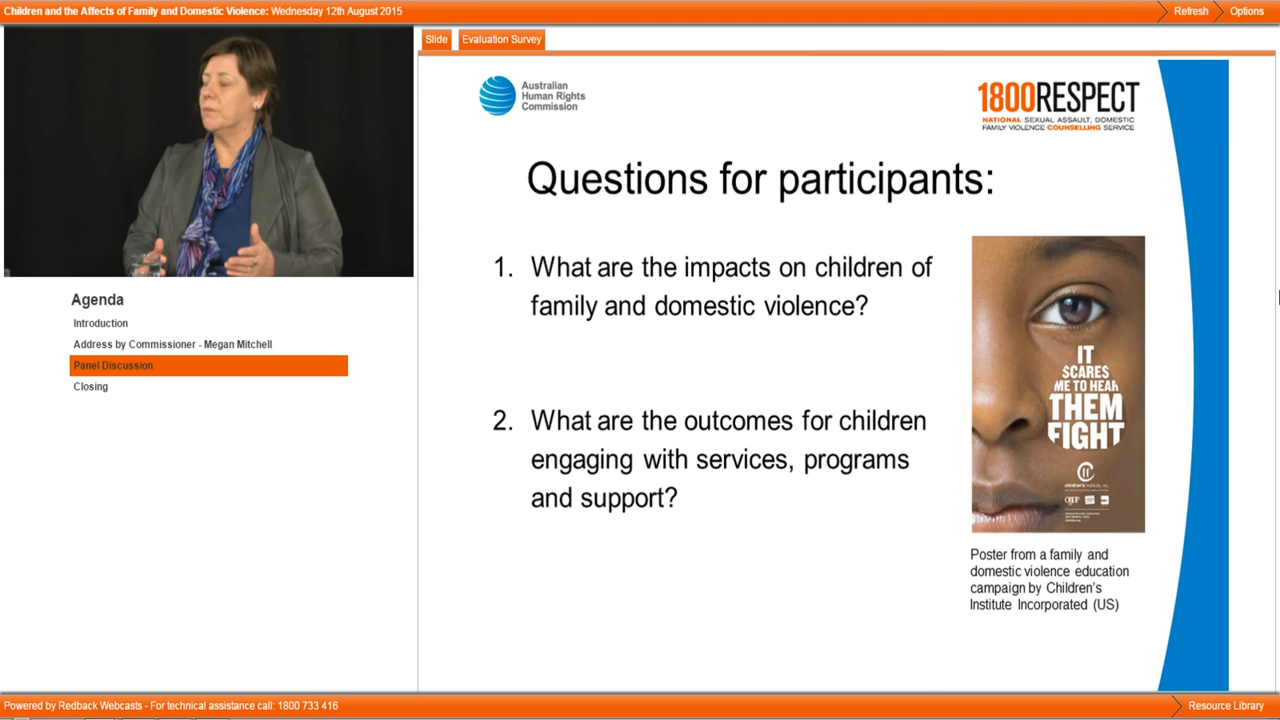 Children and the Affects of Family and Domestic Violence: Wednesday 12th August 2015
Refresh
Options
Slide
Evaluation Survey
Agenda
Introduction
Address by Commissioner - Megan Mitchell
Panel Discussion
Closing
Australian
Human Rights
Commission
1800RESPECT
NATIONAL SEXUAL ASSAULT, DOMESTIC
FAMILY VIOLENCE COUNSELLING SERVICE
Questions for participants:
1. What are the impacts on children of
family and domestic violence?
2. What are the outcomes for children
engaging with services, programs
and support?
IT
SCARES
ME TO HEAR
THEM
FIGHT
Poster from a family and
domestic violence education
campaign by Children's
Institute Incorporated (US)
Powered by Redback Webcasts - For technical assistance call: 1800 733 416
Resource Library